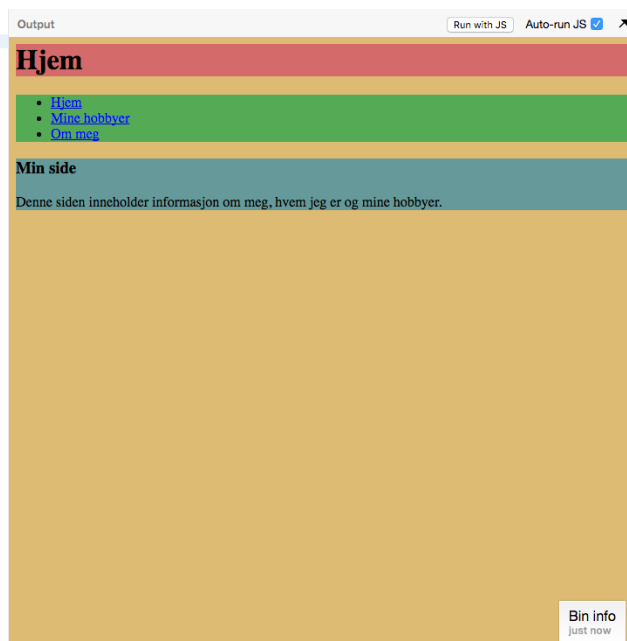 Output Run with JS Auto-run JS
Hjem
Hjem
Mine hobbyer
Om meg
Min side
Denne siden inneholder informasjon om meg, hvem jeg er og mine hobbyer.
Bin info
just now